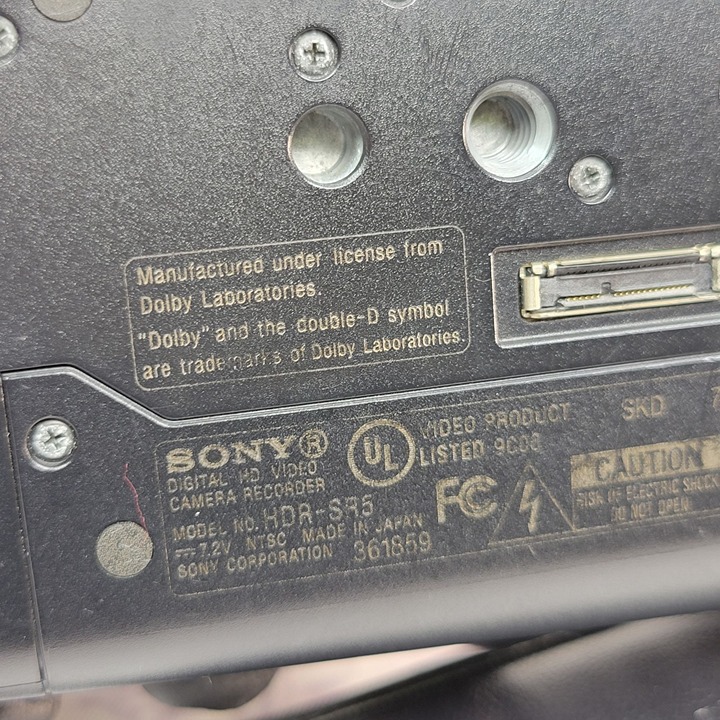 Manufactured under license from
Dolby Laboratories.
"Dolby" and the double-D symbol
are trademarks of Dolby Laboratories.
SONY®
DIGITAL HD VIDEO
CAMERA RECORDER
MODEL NO. HDR-SR5
7.2V NTSC MADE IN JAPAN
SONY CORPORATION 361859
UL
VIDEO PRODUCT
LISTED
FC
SKD
CAUTION
RISK OF ELECTRIC SHOCK
DO NOT OPEN